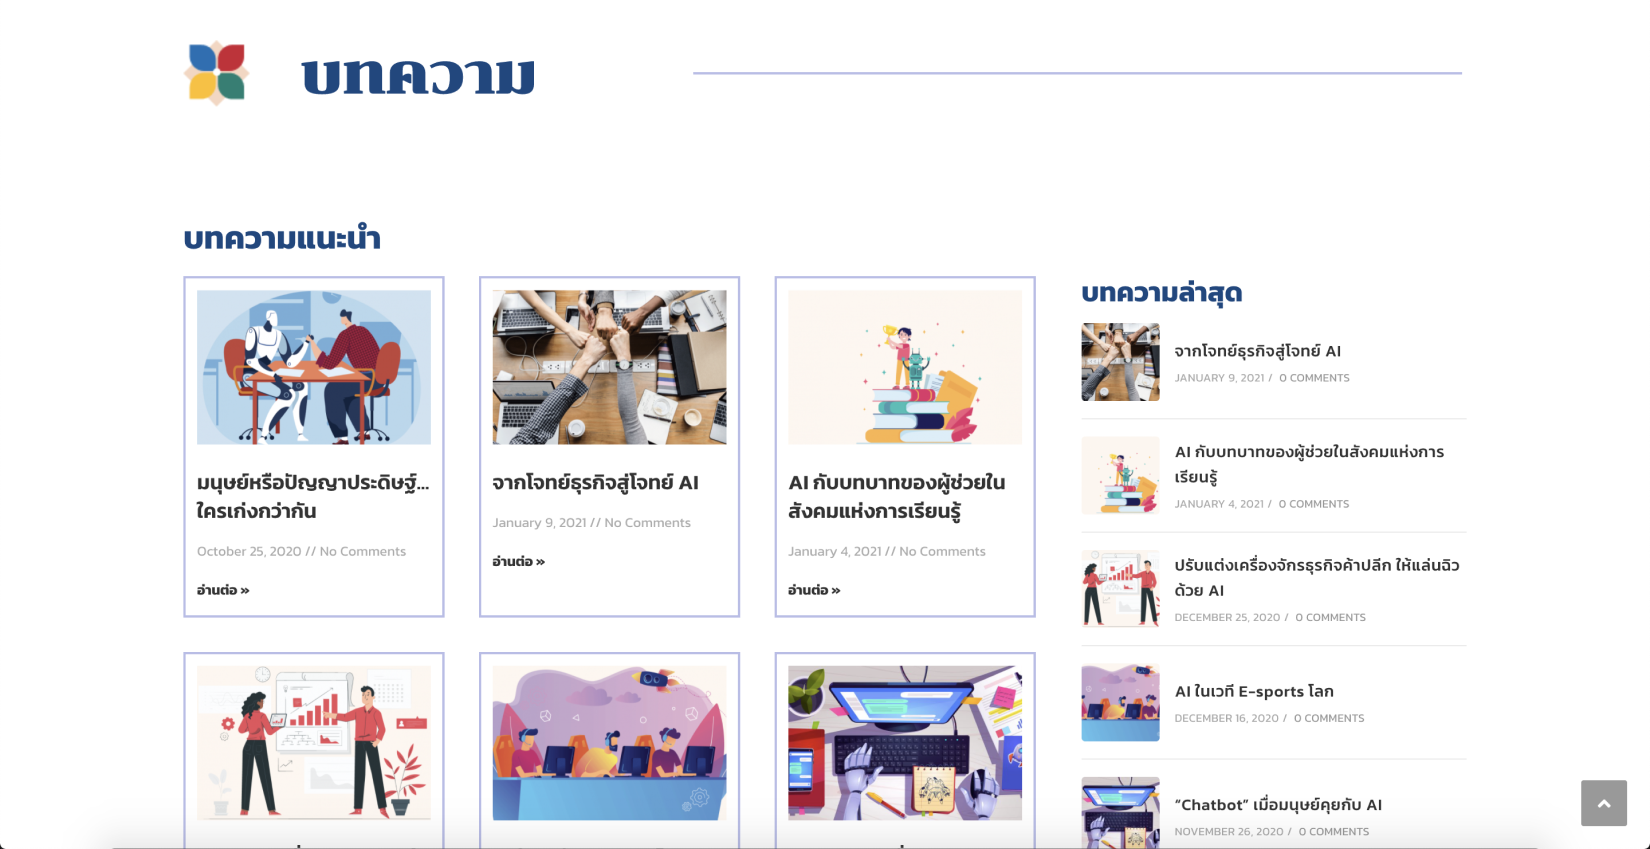 บทความ
บทความแนะนำ
มนุษย์หรือปัญญาประดิษฐ์...
ใครเก่งกว่ากัน
October 25, 2020 // No Comments
อ่านต่อ »
จากโจทย์ธุรกิจสู่โจทย์ AI
January 9, 2021 // No Comments
อ่านต่อ »
AI กับบทบาทของผู้ช่วยใน
สังคมแห่งการเรียนรู้
January 4, 2021 // No Comments
อ่านต่อ »
บทความล่าสุด
จากโจทย์ธุรกิจสู่โจทย์ AI
JANUARY 9, 2021 / 0 COMMENTS
AI กับบทบาทของผู้ช่วยในสังคมแห่งการ
เรียนรู้
JANUARY 4, 2021 / 0 COMMENTS
ปรับแต่งเครื่องจักรธุรกิจค้าปลีก ให้แล่นฉิว
ด้วย AI
DECEMBER 25, 2020 / 0 COMMENTS
AI ในเวที E-sports โลก
DECEMBER 16, 2020 / 0 COMMENTS
“Chatbot” เมื่อมนุษย์คุยกับ AI
NOVEMBER 26, 2020 / 0 COMMENTS